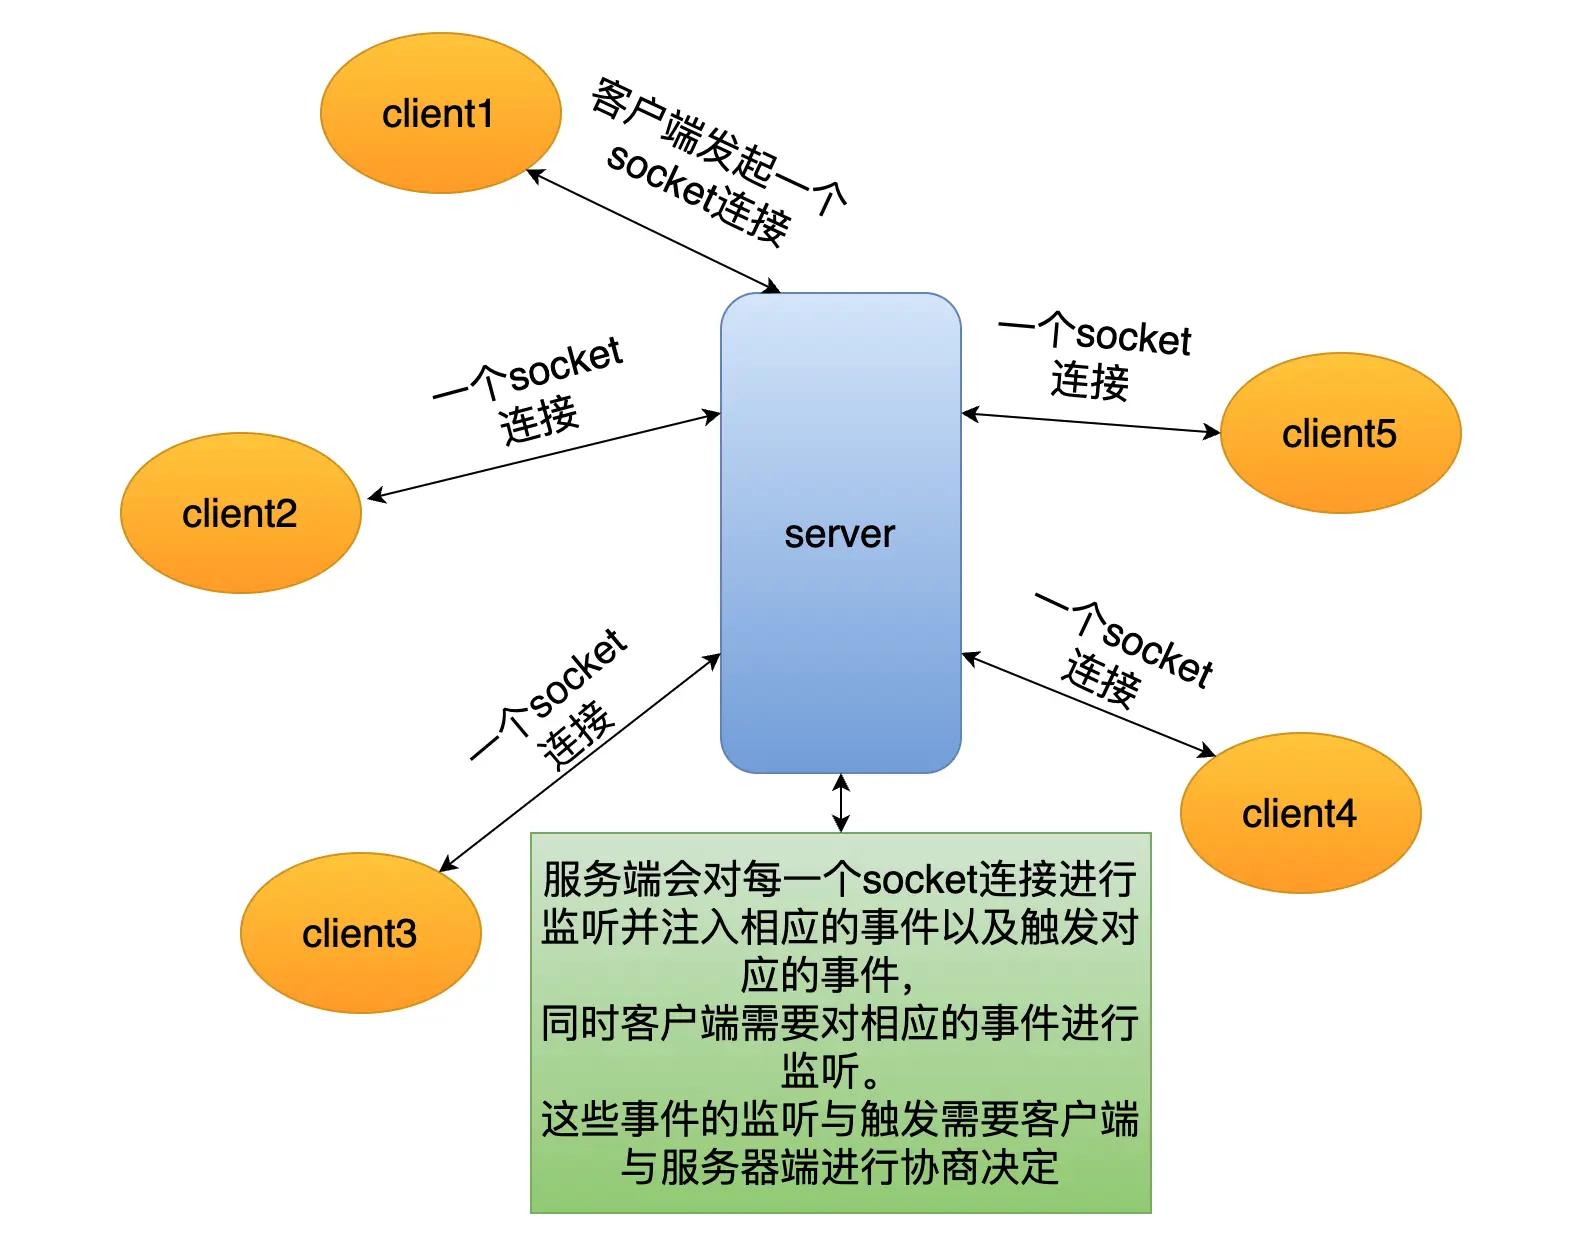 client1
客户端发起一个
socket连接
一个socket
连接
client5
一个socket
连接
client2
server
一个socket
连接
client4
一个socket
连接
client3
服务端会对每一个socket连接进行
监听并注入相应的事件以及触发对
应的事件，
同时客户端需要对相应的事件进行
监听。
这些事件的监听与触发需要客户端
与服务器端进行协商决定